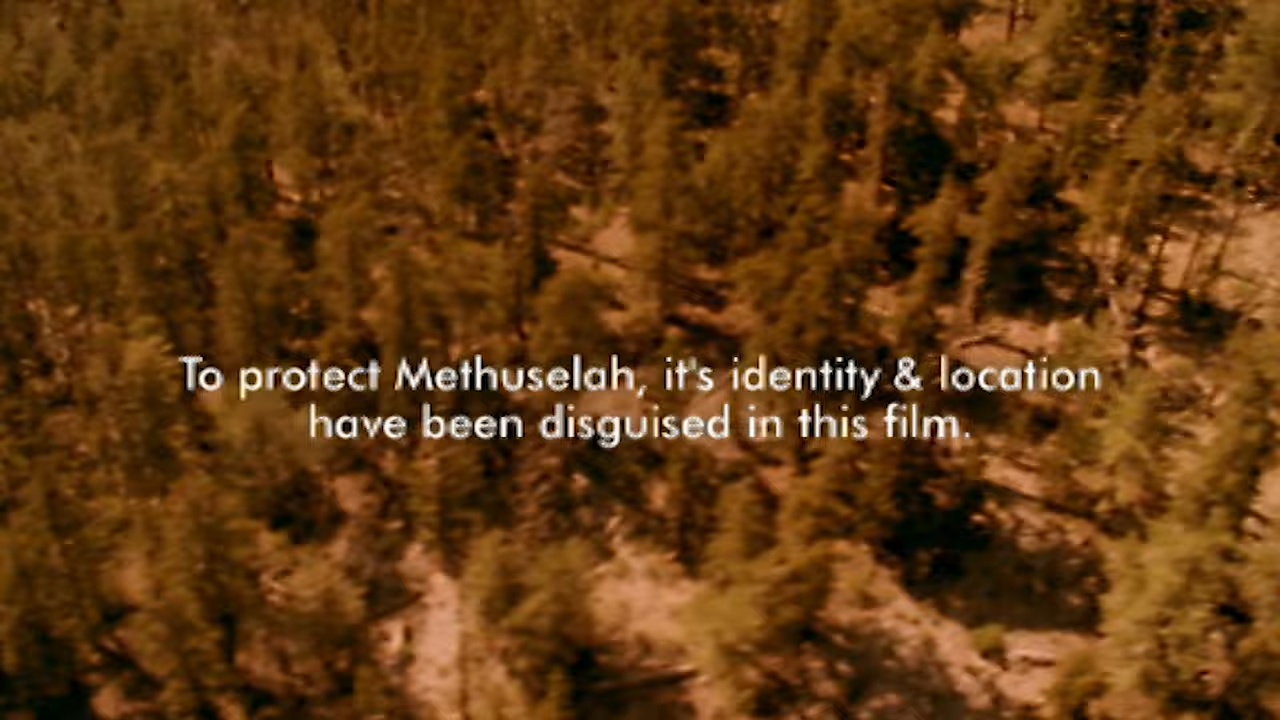 To protect Methuselah, it's identity & location
have been disguised in this film.